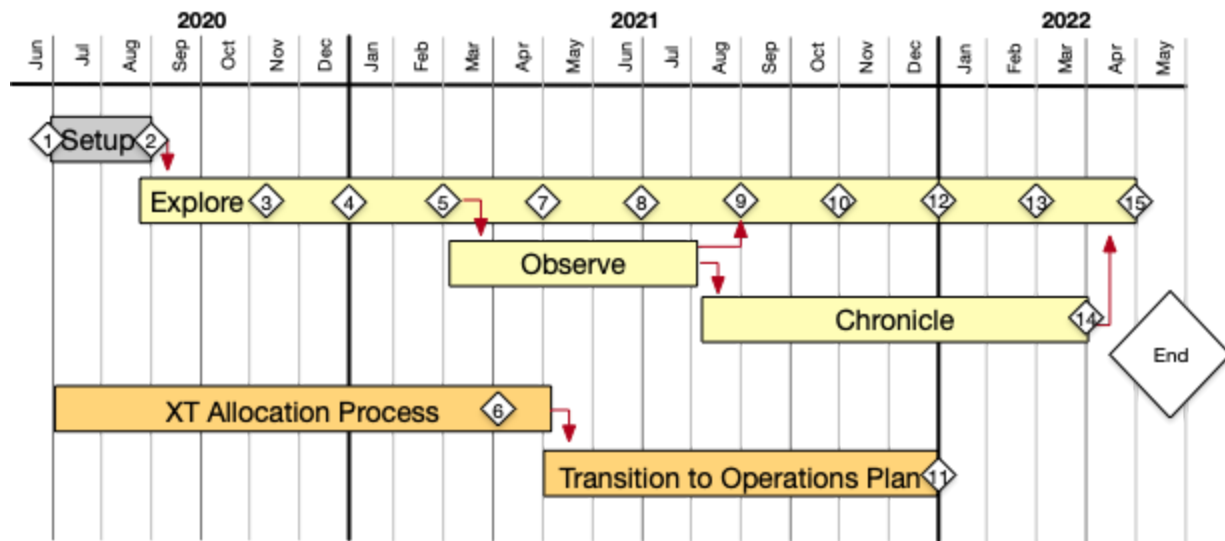 2020 2021 2022
Jun Jul Aug Sep Oct Nov Dec Jan Feb Mar Apr May Jun Jul Aug Sep Oct Nov Dec Jan Feb Mar Apr May
1 Setup 2
Explore 3 4 5 7 8 9 10 12 13 15
Observe
Chronicle 14
End
XT Allocation Process 6
Transition to Operations Plan 11